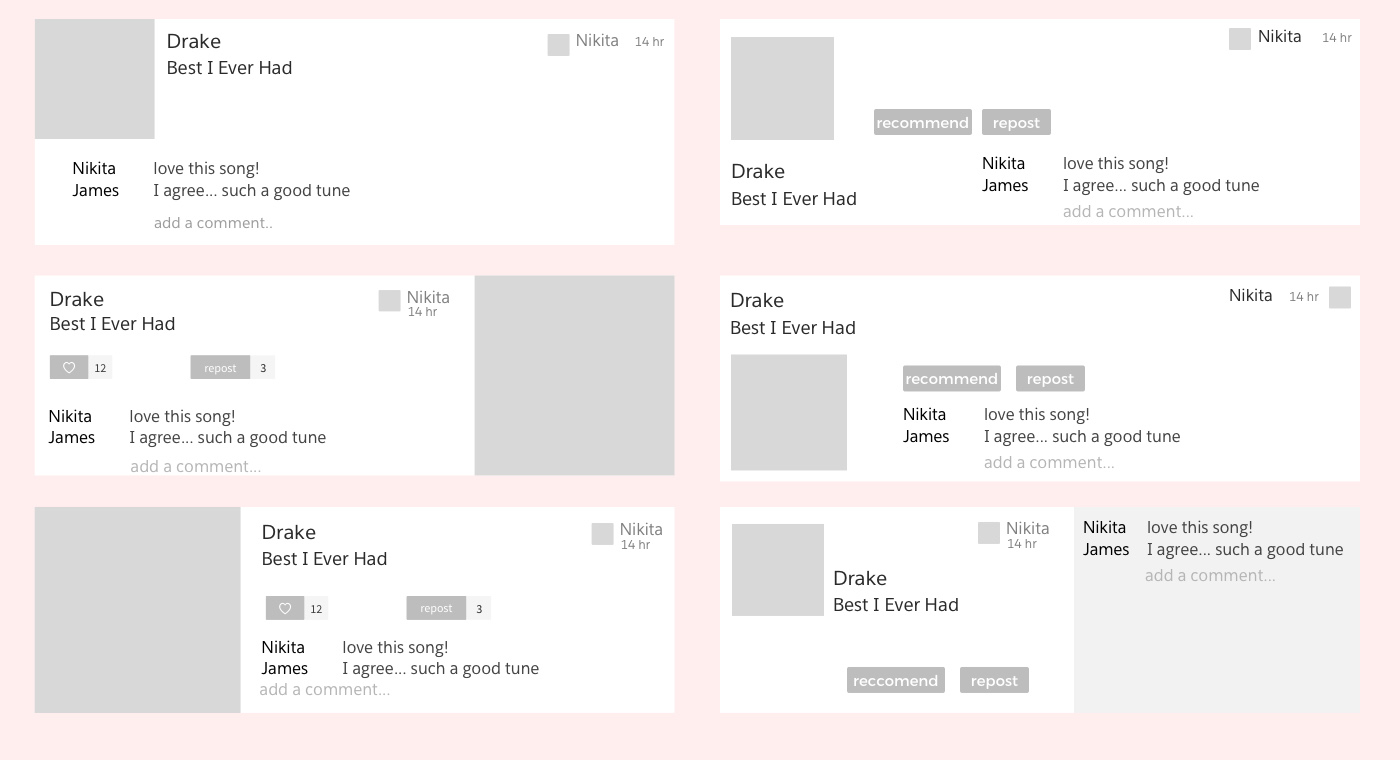 Drake
Best I Ever Had
Nikita 14 hr
Nikita love this song!
James I agree... such a good tune
add a comment..
Nikita 14 hr
recommend repost
Drake
Best I Ever Had
Nikita love this song!
James I agree... such a good tune
add a comment...
Drake
Best I Ever Had
Nikita
14 hr
12 repost 3
Nikita love this song!
James I agree... such a good tune
add a comment...
Drake
Best I Ever Had
Nikita 14 hr
recommend repost
Nikita love this song!
James I agree... such a good tune
add a comment...
Drake
Best I Ever Had
Nikita
14 hr
12 repost 3
Nikita love this song!
James I agree... such a good tune
add a comment...
Nikita
14 hr
Drake
Best I Ever Had
reccomend repost
Nikita love this song!
James I agree... such a good tune
add a comment...